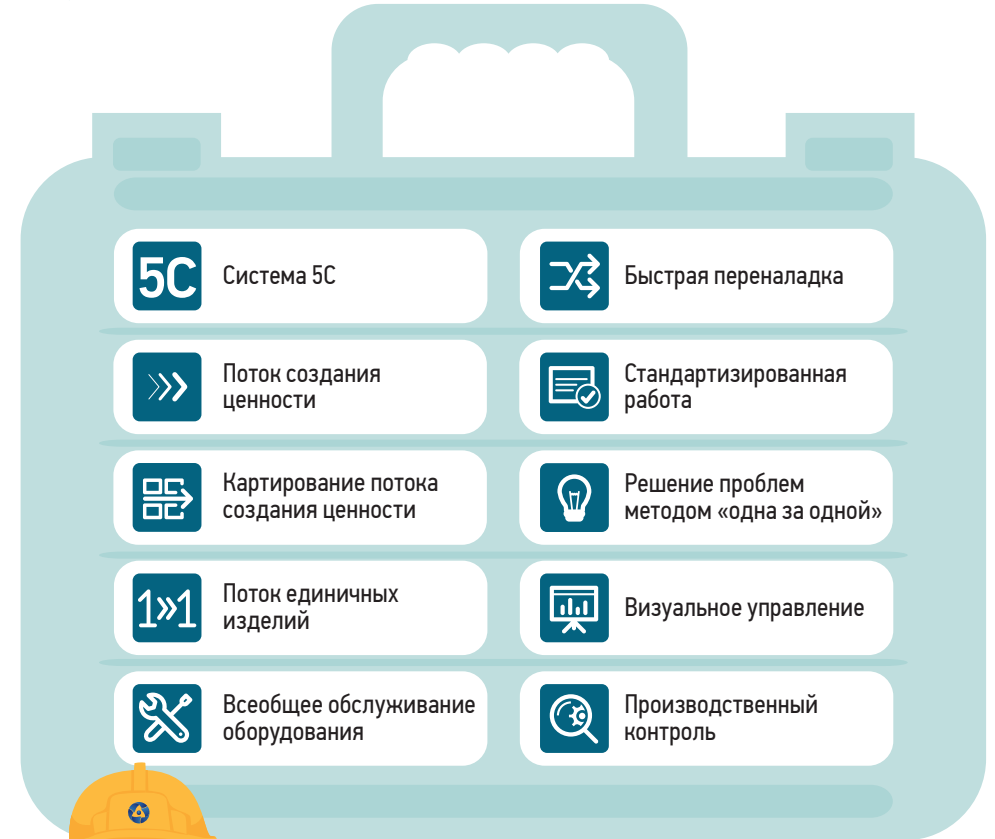 5С
Система 5С
Поток создания
ценности
Картирование потока
создания ценности
1»1
Поток единичных
изделий
Всеобщее обслуживание
оборудования
Быстрая переналадка
Стандартизированная
работа
Решение проблем
методом «одна за одной»
Визуальное управление
Производственный
контроль